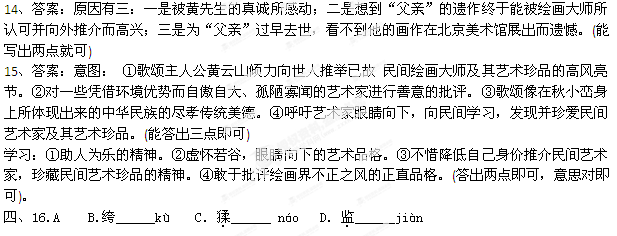 14、答案：原因有三：一是被黄先生的真诚所感动；二是想到“父亲”的遗作终于能被绘画大师所
认可并向外推介而高兴；三是为“父亲”过早去世，看不到他的画作在北京美术馆展出而遗憾。(能
写出两点就可)
15、答案：意图： ①歌颂主人公黄云山倾力向世人推举已故 民间绘画大师及其艺术珍品的高风亮
节。②对一些凭借环境优势而自傲自大、孤陋寡闻的艺术家进行善意的批评。③歌颂像在秋小峦身
上所体现出来的中华民族的尽孝传统美德。④呼吁艺术家眼睛向下，向民间学习，发现并珍爱民间
艺术家及其艺术珍品。(能答出三点即可)
学习：①助人为乐的精神。②虚怀若谷，眼睛向下的艺术品格。③不惜降低自己身价推介民间艺术
家，珍藏民间艺术珍品的精神。④敢于批评绘画界不正之风的正直品格。(答出两点即可，意思对即
可)。
四、16.A B.绔_____kù C. 猱_____ náo D. 监____ _jiàn